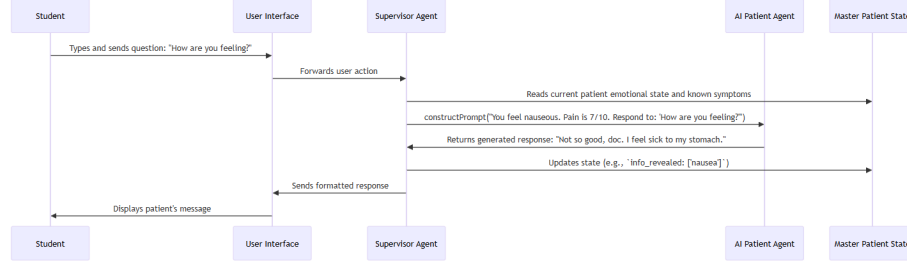 Student
User Interface
Supervisor Agent
AI Patient Agent
Master Patient State
Types and sends question: "How are you feeling?"
Forwards user action
Reads current patient emotional state and known symptoms
constructPrompt("You feel nauseous. Pain is 7/10. Respond to: 'How are you feeling?'")
Returns generated response: "Not so good, doc. I feel sick to my stomach."
Updates state (e.g., `info_revealed: ['nausea']`)
Sends formatted response
Displays patient's message
Student
User Interface
Supervisor Agent
AI Patient Agent
Master Patient State